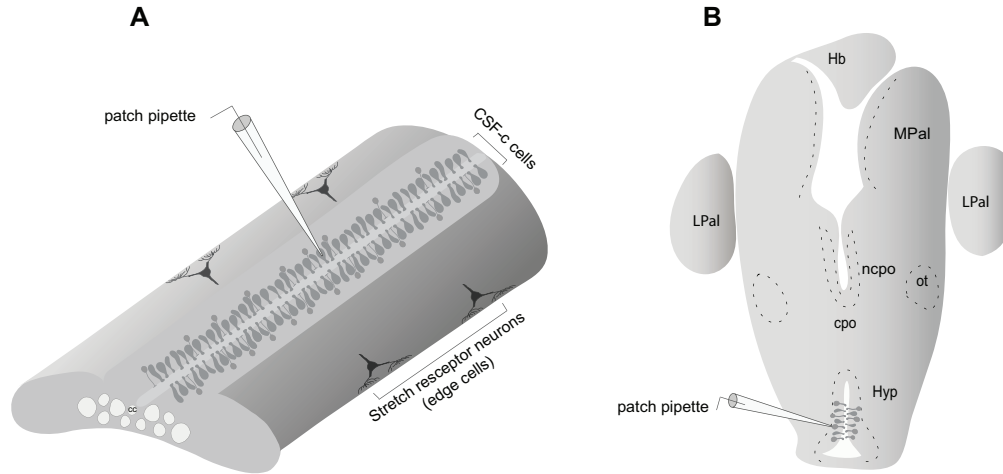 A
patch pipette
CSF-c cells
cc
Stretch resceptor neurons
(edge cells)
B
Hb
MPal
LPal
LPal
ncpo
ot
cpo
Hyp
patch pipette